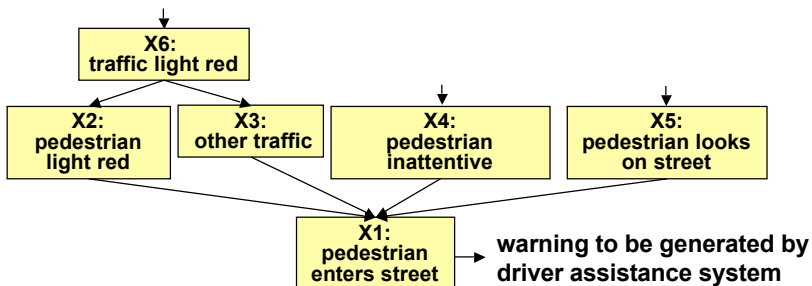 X6:
traffic light red
X2:
pedestrian
light red
X3:
other traffic
X4:
pedestrian
inattentive
X5:
pedestrian looks
on street
X1:
pedestrian
enters street
warning to be generated by
driver assistance system